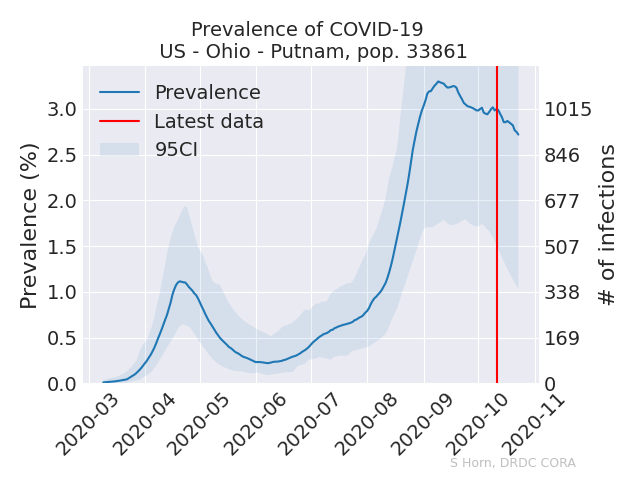 Prevalence of COVID-19
US - Ohio - Putnam, pop. 33861
Prevalence
Latest data
95CI
Prevalence (%)
3.0
2.5
2.0
1.5
1.0
0.5
0.0
1015
846
677
507
338
169
0
# of infections
2020-03
2020-04
2020-05
2020-06
2020-07
2020-08
2020-09
2020-10
2020-11
S Horn, DRDC CORA